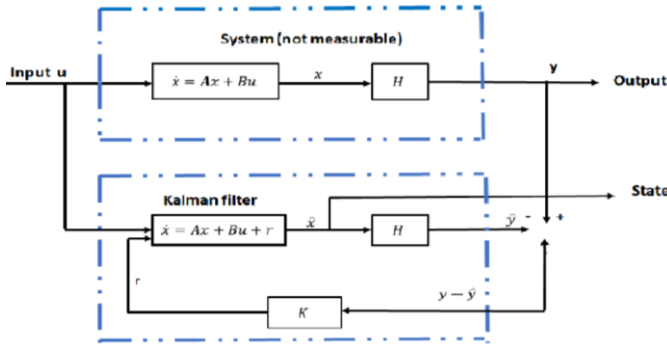 System (not measurable)
Input u
ẋ = Ax + Bu
x
H
y
Output
Kalman filter
State
ẋ = Ax + Bu + r
x̂
H
ŷ
-
+
r
K
y − ŷ